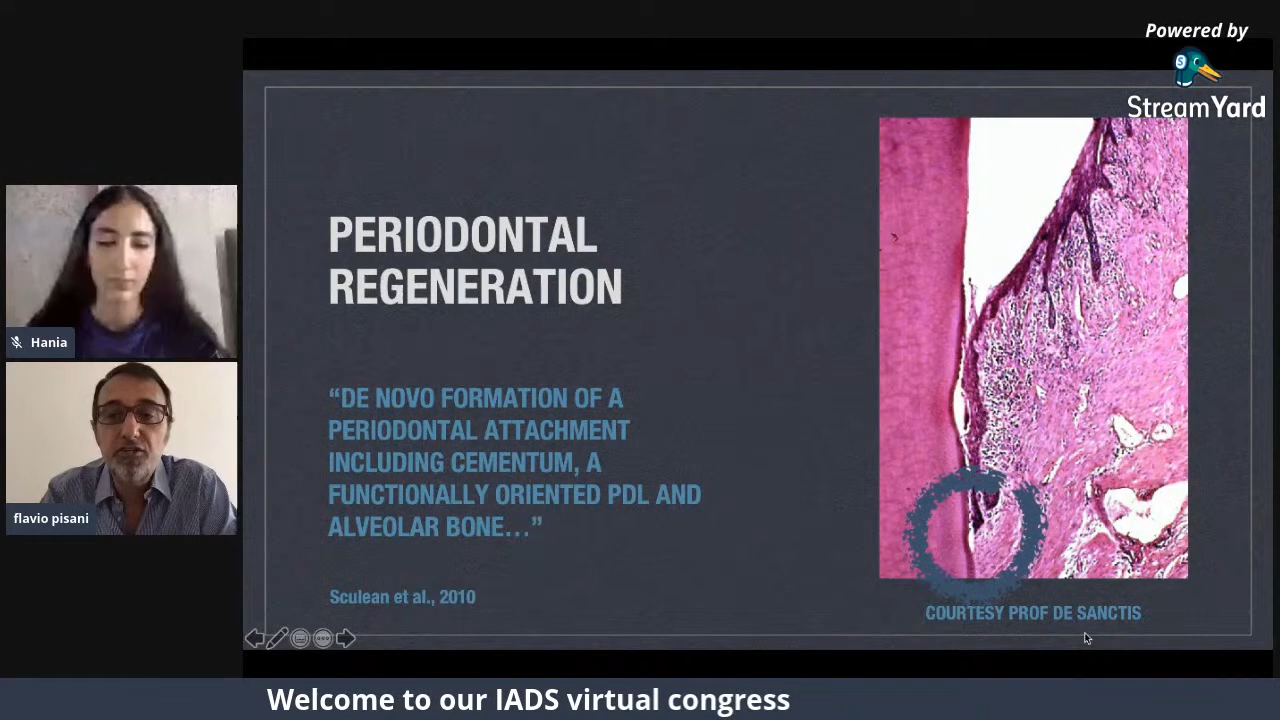 Powered by
StreamYard
PERIODONTAL
REGENERATION
“DE NOVO FORMATION OF A
PERIODONTAL ATTACHMENT
INCLUDING CEMENTUM, A
FUNCTIONALLY ORIENTED PDL AND
ALVEOLAR BONE…”
Sculean et al., 2010
COURTESY PROF DE SANCTIS
Hania
flavio pisani
Welcome to our IADS virtual congress